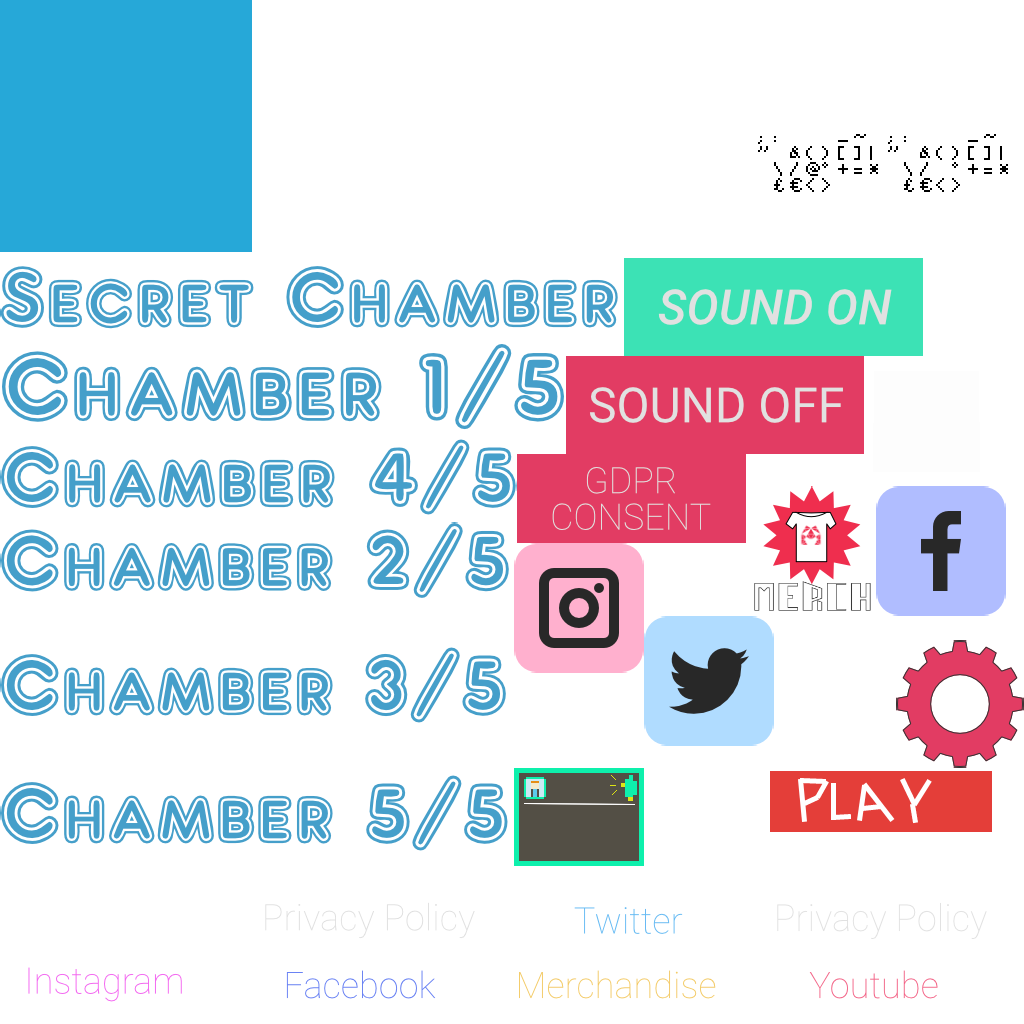 & ( ) [ ] | & ( ) [ ] |
\ / @ ° + = * \ / ° + = *
£ € < > £ € < >
SECRET CHAMBER
SOUND ON
CHAMBER 1/5
SOUND OFF
CHAMBER 4/5
GDPR
CONSENT
CHAMBER 2/5
MERCH
CHAMBER 3/5
CHAMBER 5/5
PLAY
Privacy Policy
Twitter
Privacy Policy
Instagram
Facebook
Merchandise
Youtube